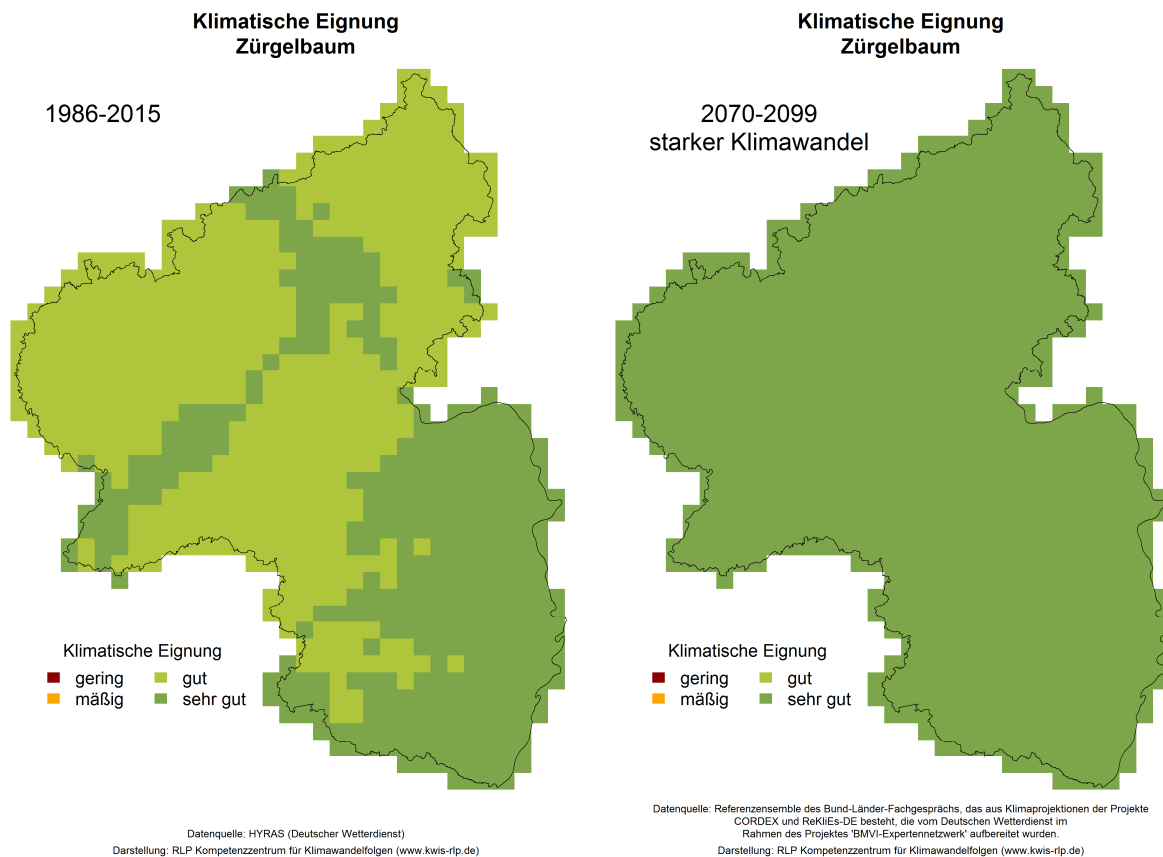 Klimatische Eignung
Zürgelbaum
1986-2015
Klimatische Eignung
gering
gut
mäßig
sehr gut
Datenquelle: HYRAS (Deutscher Wetterdienst)
Darstellung: RLP Kompetenzzentrum für Klimawandelfolgen (www.kwis-rlp.de)
Klimatische Eignung
Zürgelbaum
2070-2099
starker Klimawandel
Klimatische Eignung
gering
gut
mäßig
sehr gut
Datenquelle: Referenzensemble des Bund-Länder-Fachgesprächs, das aus Klimaprojektionen der Projekte
CORDEX und ReKliEs-DE besteht, die vom Deutschen Wetterdienst im
Rahmen des Projektes 'BMVI-Expertennetzwerk' aufbereitet wurden.
Darstellung: RLP Kompetenzzentrum für Klimawandelfolgen (www.kwis-rlp.de)